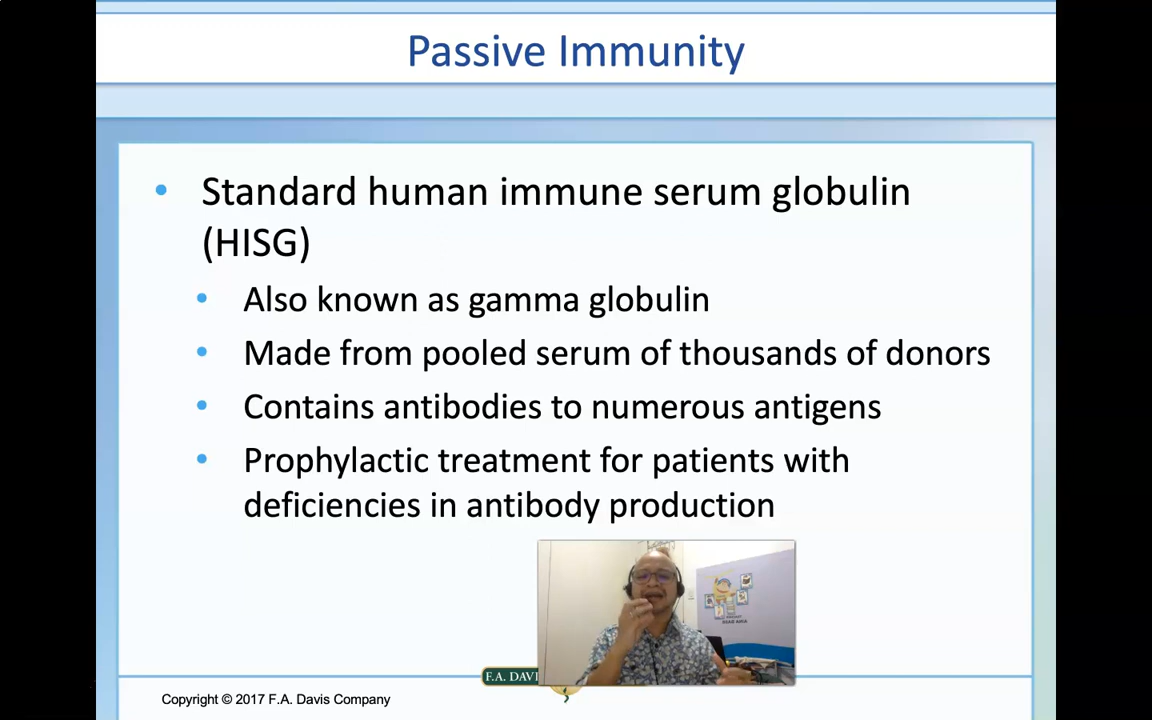 Passive Immunity
• Standard human immune serum globulin
(HISG)
• Also known as gamma globulin
• Made from pooled serum of thousands of donors
• Contains antibodies to numerous antigens
• Prophylactic treatment for patients with
deficiencies in antibody production
F.A. DAVI
Copyright © 2017 F.A. Davis Company